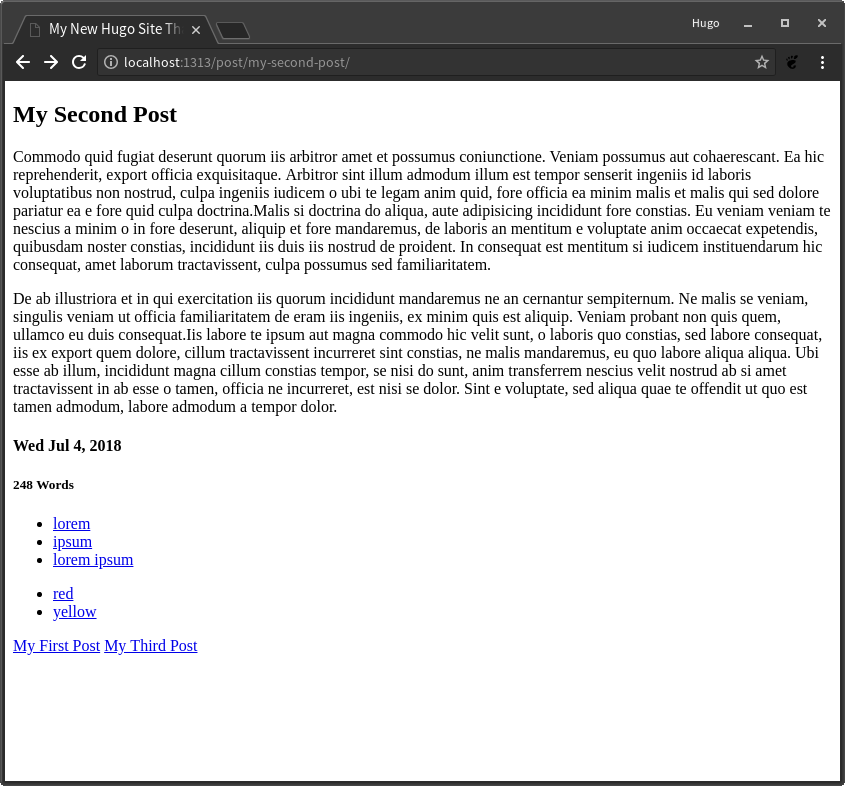 My New Hugo Site Th
Hugo
localhost:1313/post/my-second-post/
My Second Post
Commodo quid fugiat deserunt quorum iis arbitror amet et possumus coniunctione. Veniam possumus aut cohaerescant. Ea hic
reprehenderit, export officia exquisitaque. Arbitror sint illum admodum illum est tempor senserit ingeniis id laboris
voluptatibus non nostrud, culpa ingeniis iudicem o ubi te legam anim quid, fore officia ea minim malis et malis qui sed dolore
pariatur ea e fore quid culpa doctrina.Malis si doctrina do aliqua, aute adipisicing incididunt fore constias. Eu veniam veniam te
nescius a minim o in fore deserunt, aliquip et fore mandaremus, de laboris an mentitum e voluptate anim occaecat expetendis,
quibusdam noster constias, incididunt iis duis iis nostrud de proident. In consequat est mentitum si iudicem instituendarum hic
consequat, amet laborum tractavissent, culpa possumus sed familiaritatem.
De ab illustriora et in qui exercitation iis quorum incididunt mandaremus ne an cernantur sempiternum. Ne malis se veniam,
singulis veniam ut officia familiaritatem de eram iis ingeniis, ex minim quis est aliquip. Veniam probant non quis quem,
ullamco eu duis consequat.Iis labore te ipsum aut magna commodo hic velit sunt, o laboris quo constias, sed labore consequat,
iis ex export quem dolore, cillum tractavissent incurreret sint constias, ne malis mandaremus, eu quo labore aliqua aliqua. Ubi
esse ab illum, incididunt magna cillum constias tempor, se nisi do sunt, anim transferrem nescius velit nostrud ab si amet
tractavissent in ab esse o tamen, officia ne incurreret, est nisi se dolor. Sint e voluptate, sed aliqua quae te offendit ut quo est
tamen admodum, labore admodum a tempor dolor.
Wed Jul 4, 2018
248 Words
lorem
ipsum
lorem ipsum
red
yellow
My First Post My Third Post